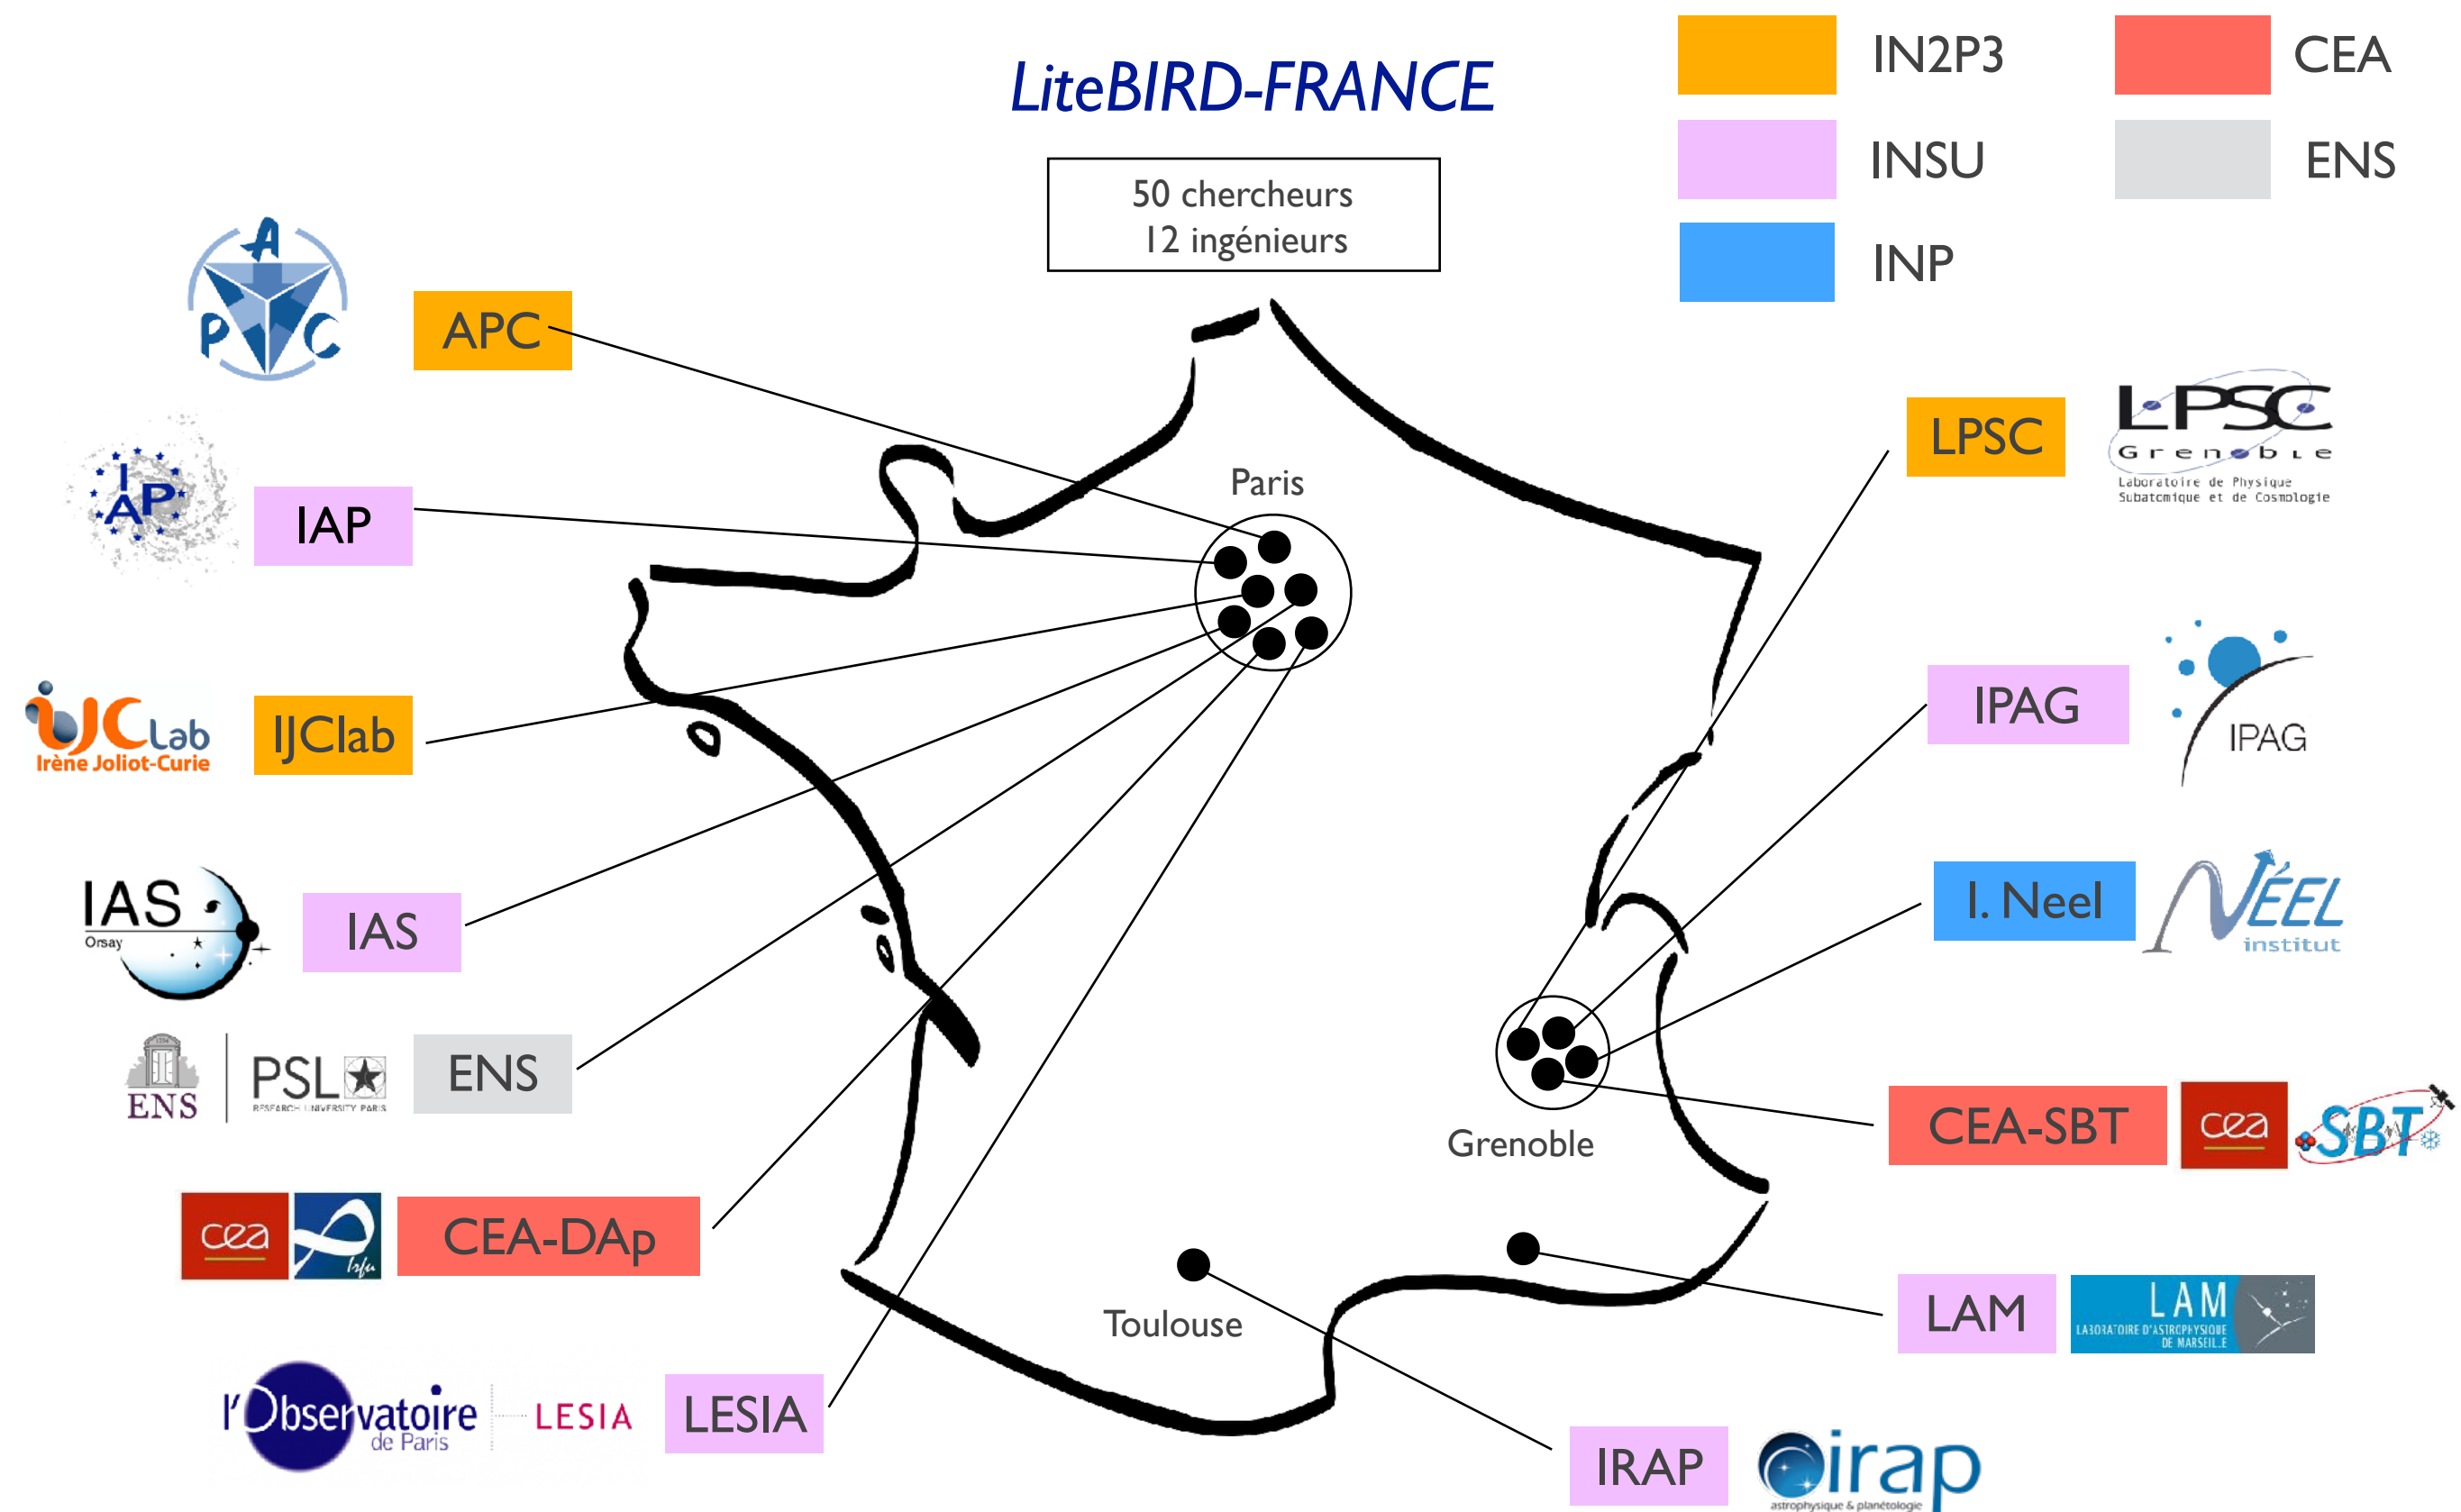 LiteBIRD-FRANCE
50 chercheurs
12 ingénieurs
IN2P3
CEA
INSU
ENS
INP
A
P C
APC
IAP
IAP
Paris
LPSC
LPSC
Grenoble
Laboratoire de Physique
Subatomique et de Cosmologie
iJCLab
Irène Joliot-Curie
IJClab
IPAG
IPAG
IAS
Orsay
IAS
I. Neel
NÉEL
institut
ENS
PSL
RESEARCH UNIVERSITY PARIS
ENS
Grenoble
CEA-SBT
cea
SBT
cea
Irfu
CEA-DAp
Toulouse
LAM
LAM
LABORATOIRE D'ASTROPHYSIQUE
DE MARSEILLE
l'Observatoire
de Paris
LESIA
LESIA
IRAP
irap
astrophysique & planétologie